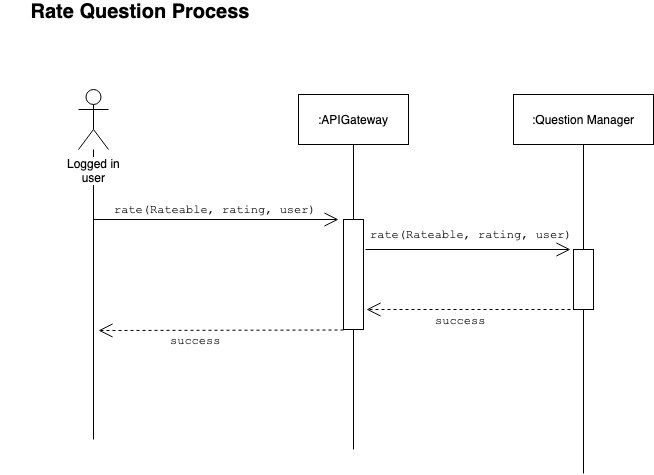 Rate Question Process
:APIGateway
:Question Manager
Logged in
user
rate(Rateable, rating, user)
rate(Rateable, rating, user)
success
success